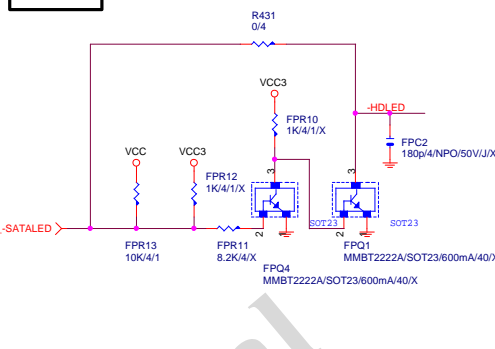 R431
0/4
VCC3
-HDLED
FPR10
1K/4/1/X
FPC2
180p/4/NPO/50V/J/X
VCC
VCC3
FPR12
1K/4/1/X
3
3
SOT23
SOT23
-SATALED
2
2
FPR13
10K/4/1
FPR11
8.2K/4/X
FPQ1
MMBT2222A/SOT23/600mA/40/X
FPQ4
MMBT2222A/SOT23/600mA/40/X